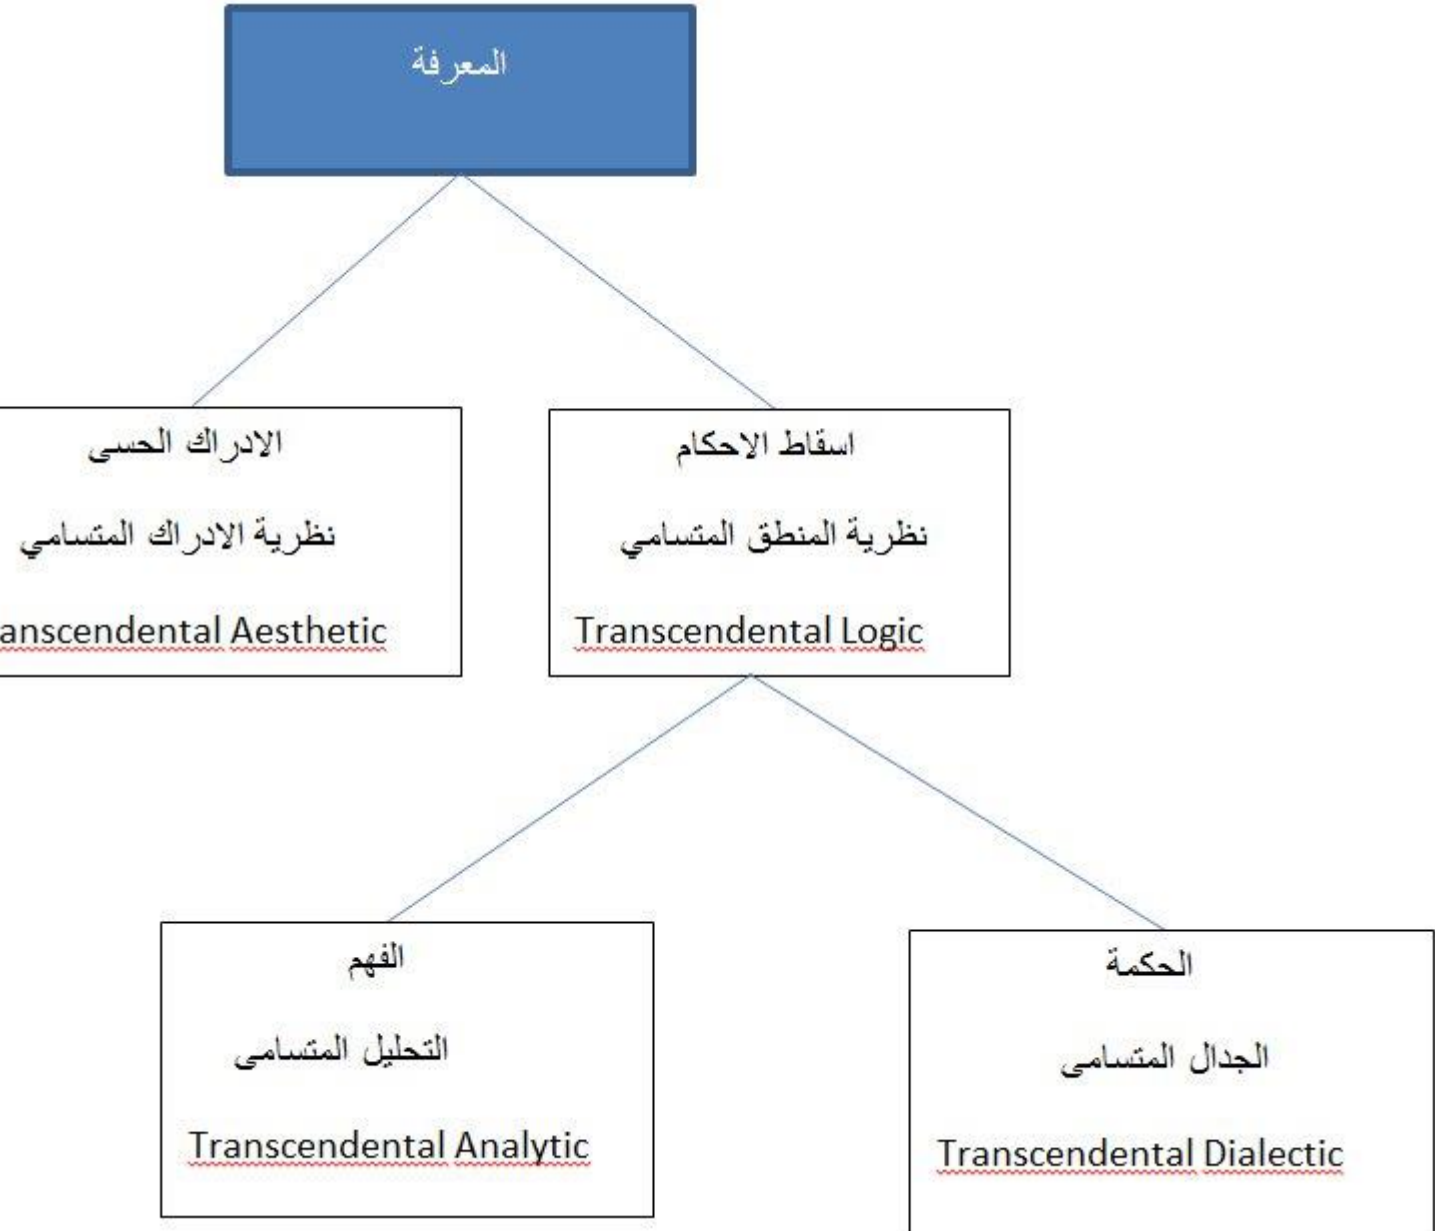 المعرفة
الادراك الحسى
نظرية الادراك المتسامي
anscendental Aesthetic
اسقاط الاحكام
نظرية المنطق المتسامي
Transcendental Logic
الفهم
التحليل المتسامى
Transcendental Analytic
الحكمة
الجدال المتسامى
Transcendental Dialectic